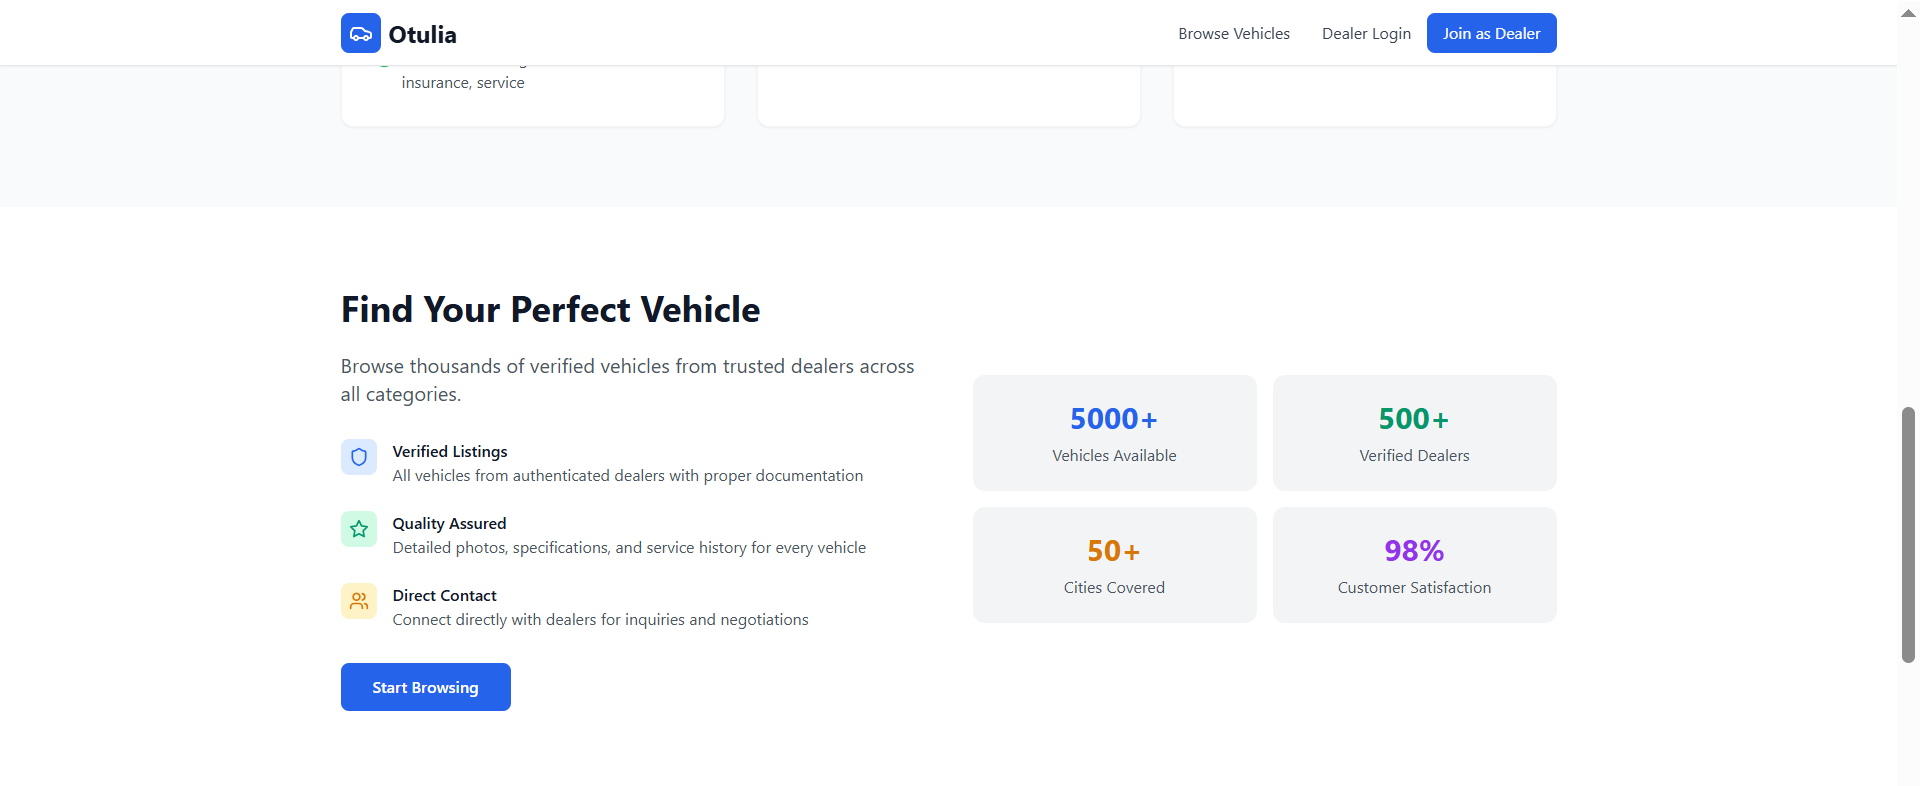 Otulia
Browse Vehicles
Dealer Login
Join as Dealer
insurance, service
Find Your Perfect Vehicle
Browse thousands of verified vehicles from trusted dealers across
all categories.
Verified Listings
All vehicles from authenticated dealers with proper documentation
Quality Assured
Detailed photos, specifications, and service history for every vehicle
Direct Contact
Connect directly with dealers for inquiries and negotiations
Start Browsing
5000+
Vehicles Available
500+
Verified Dealers
50+
Cities Covered
98%
Customer Satisfaction